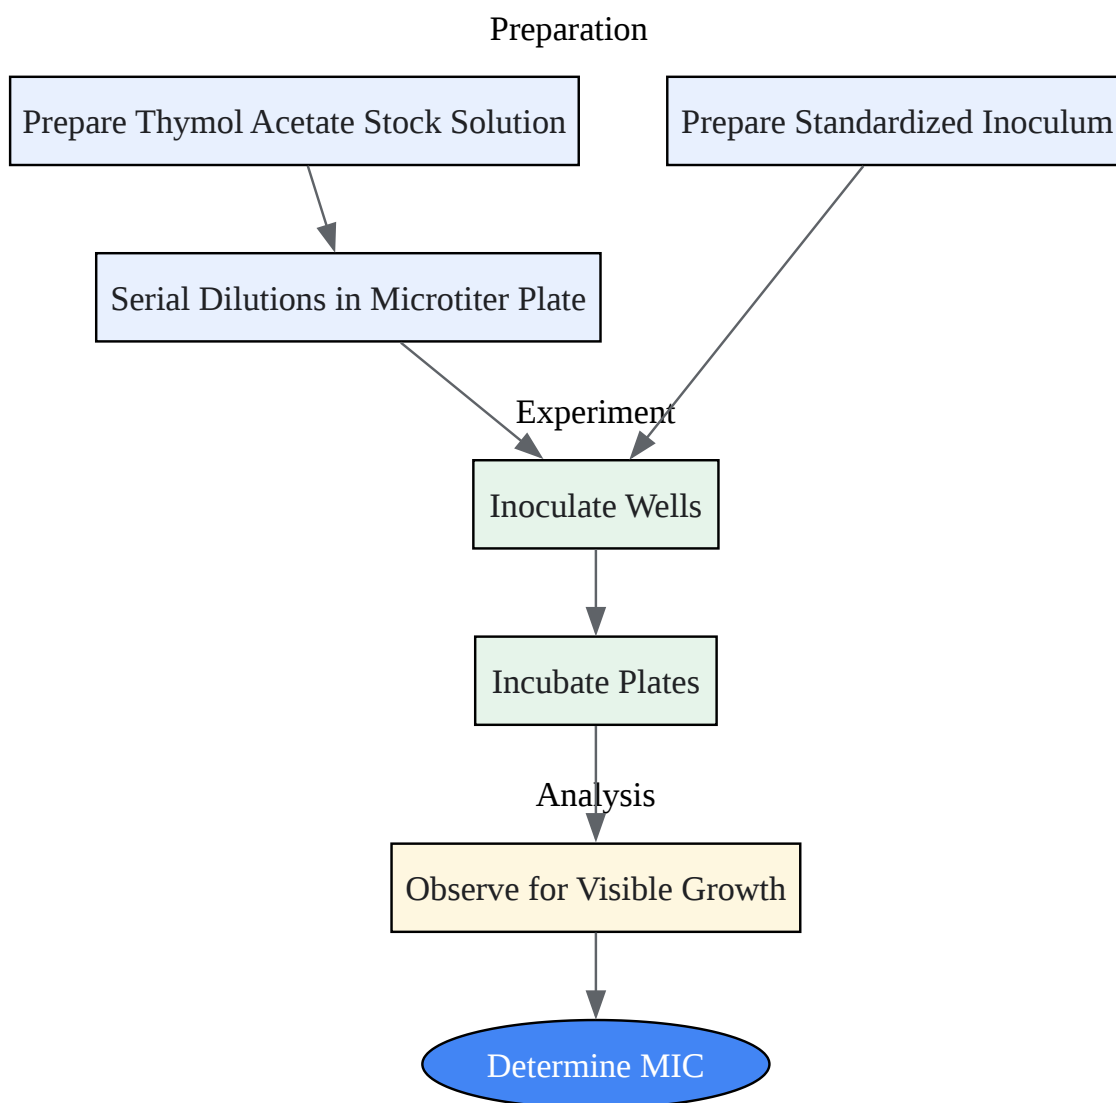 Preparation
Prepare Thymol Acetate Stock Solution
Prepare Standardized Inoculum
Serial Dilutions in Microtiter Plate
Experiment
Inoculate Wells
Incubate Plates
Analysis
Observe for Visible Growth
Determine MIC